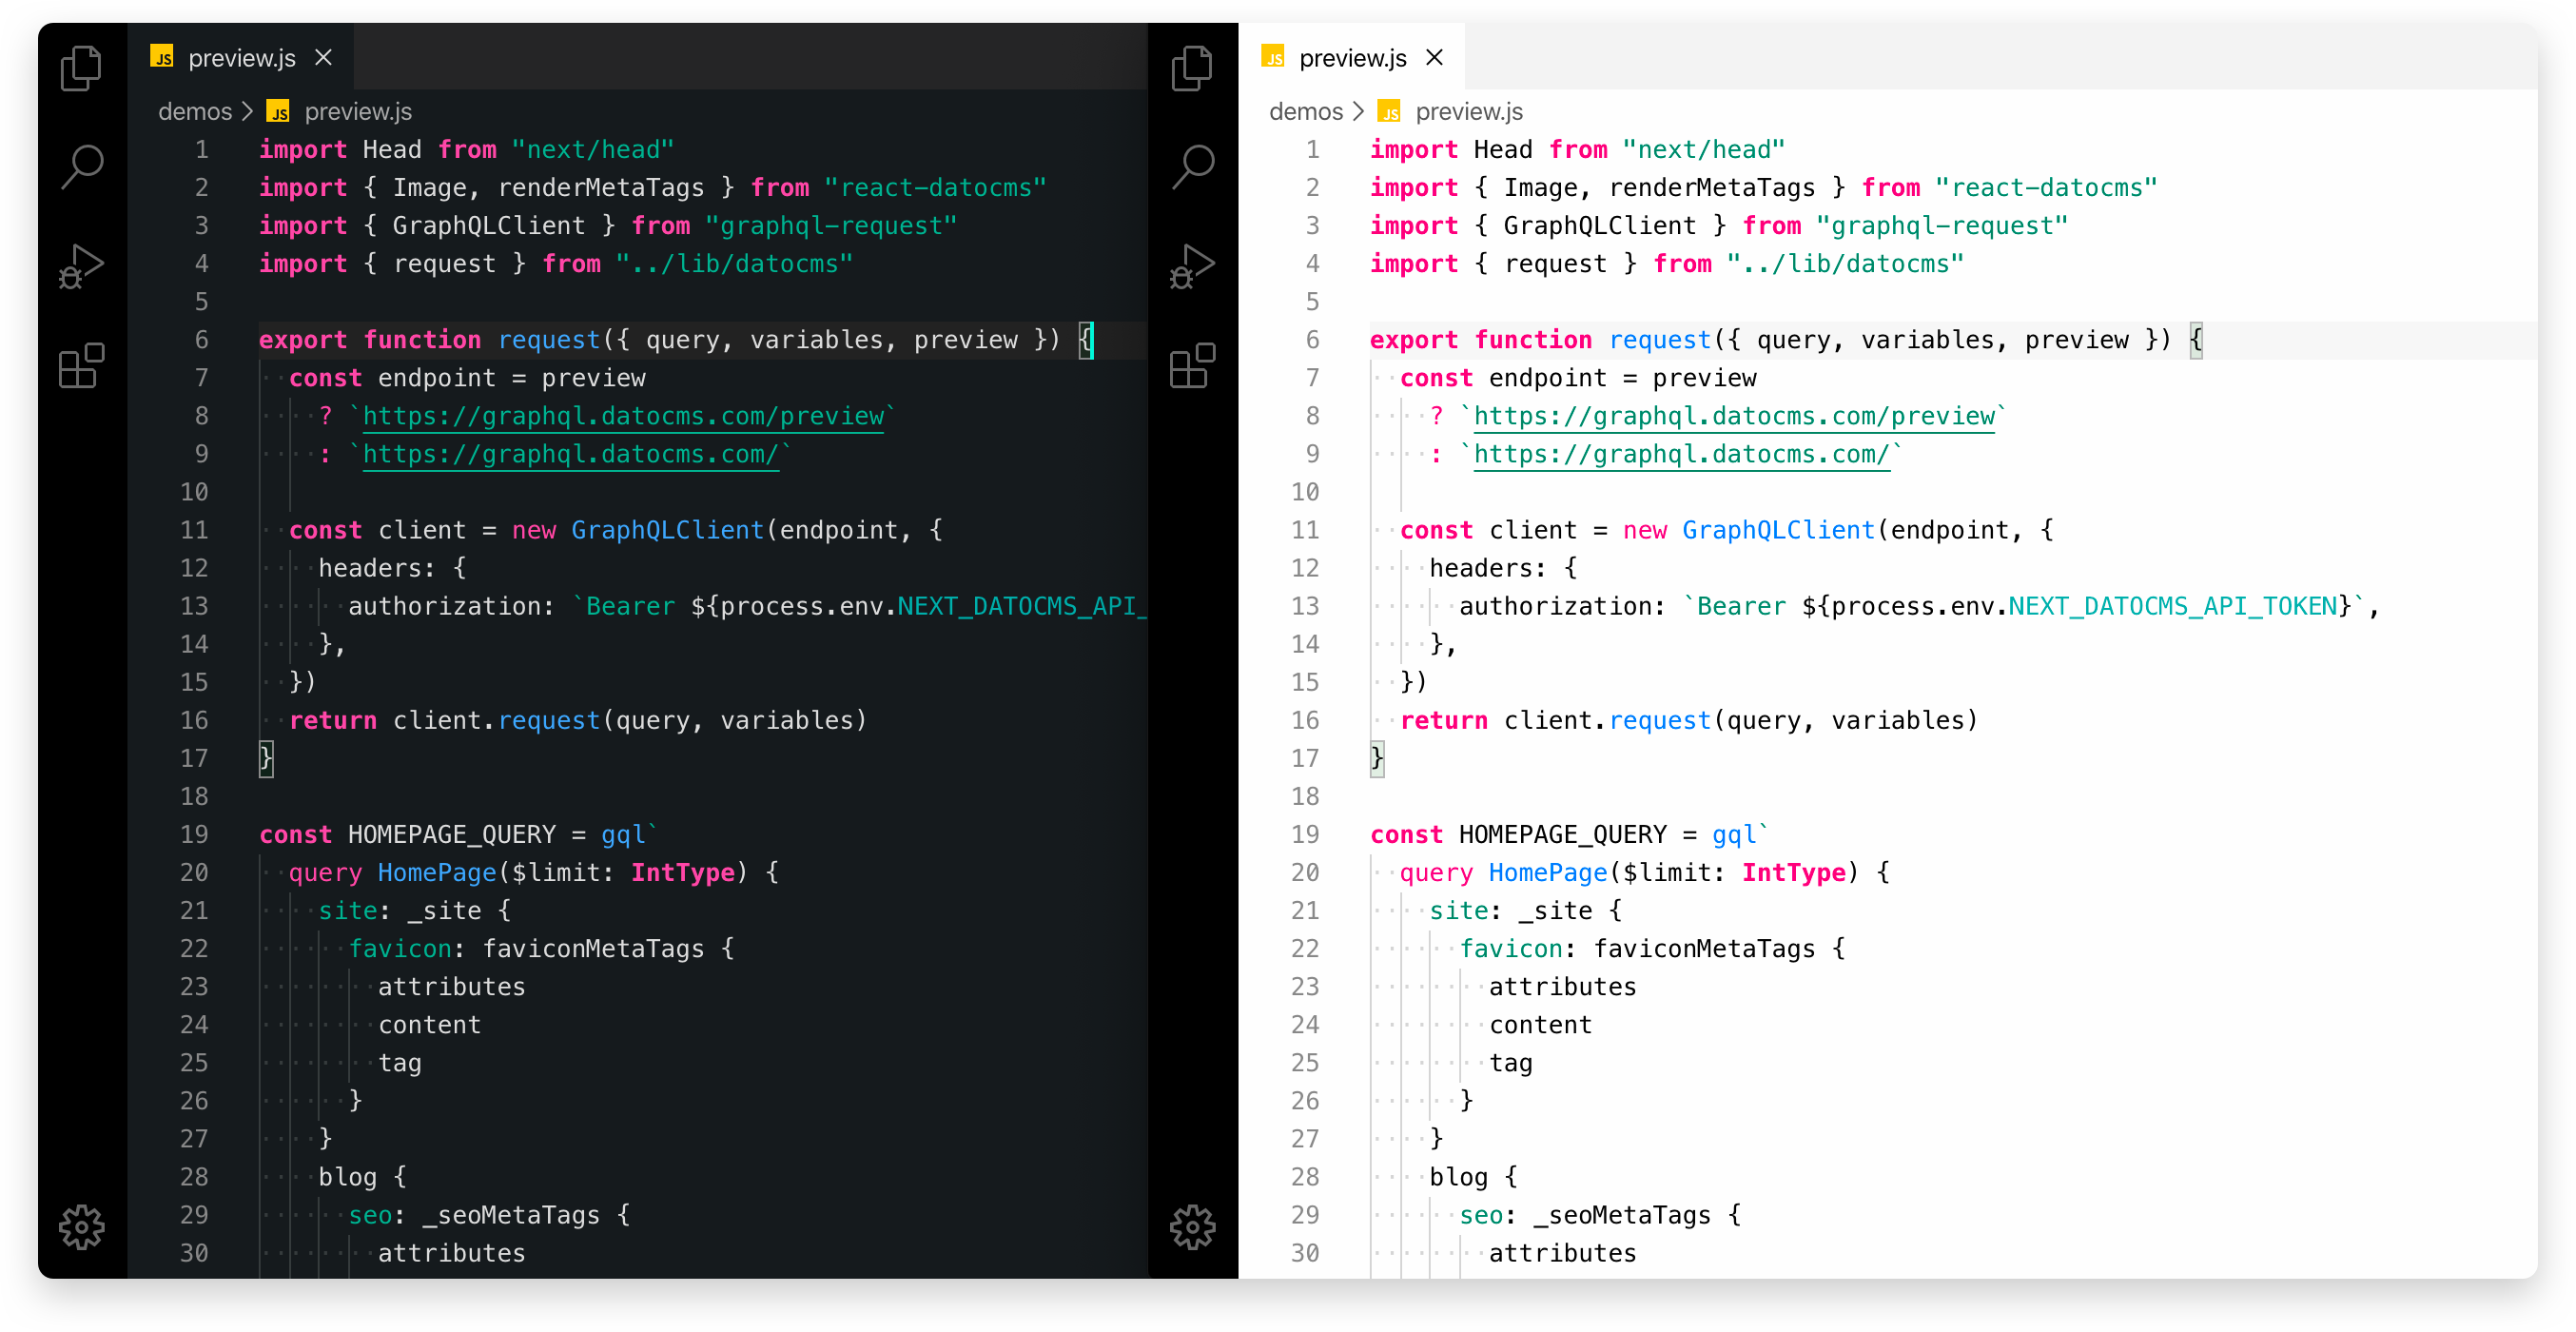 JS preview.js
demos > JS preview.js
1 import Head from "next/head"
2 import { Image, renderMetaTags } from "react-datocms"
3 import { GraphQLClient } from "graphql-request"
4 import { request } from "../lib/datocms"
5
6 export function request({ query, variables, preview }) {
7 const endpoint = preview
8 ? `https://graphql.datocms.com/preview`
9 : `https://graphql.datocms.com/`
10
11 const client = new GraphQLClient(endpoint, {
12 headers: {
13 authorization: `Bearer ${process.env.NEXT_DATOCMS_API_
14 },
15 })
16 return client.request(query, variables)
17 }
18
19 const HOMEPAGE_QUERY = gql`
20 query HomePage($limit: IntType) {
21 site: _site {
22 favicon: faviconMetaTags {
23 attributes
24 content
25 tag
26 }
27 }
28 blog {
29 seo: _seoMetaTags {
30 attributes
JS preview.js
demos > JS preview.js
1 import Head from "next/head"
2 import { Image, renderMetaTags } from "react-datocms"
3 import { GraphQLClient } from "graphql-request"
4 import { request } from "../lib/datocms"
5
6 export function request({ query, variables, preview }) {
7 const endpoint = preview
8 ? `https://graphql.datocms.com/preview`
9 : `https://graphql.datocms.com/`
10
11 const client = new GraphQLClient(endpoint, {
12 headers: {
13 authorization: `Bearer ${process.env.NEXT_DATOCMS_API_TOKEN}`,
14 },
15 })
16 return client.request(query, variables)
17 }
18
19 const HOMEPAGE_QUERY = gql`
20 query HomePage($limit: IntType) {
21 site: _site {
22 favicon: faviconMetaTags {
23 attributes
24 content
25 tag
26 }
27 }
28 blog {
29 seo: _seoMetaTags {
30 attributes